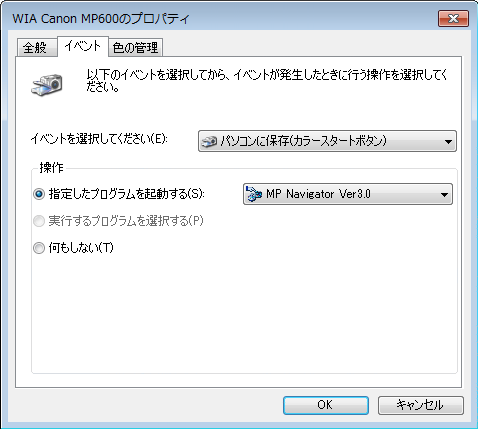 WIA Canon MP600のプロパティ
全般 イベント 色の管理
以下のイベントを選択してから、イベントが発生したときに行う操作を選択してく
ださい。
イベントを選択してください(E): パソコンに保存(カラースタートボタン)
操作
指定したプログラムを起動する(S): MP Navigator Ver3.0
実行するプログラムを選択する(P)
何もしない(T)
OK キャンセル